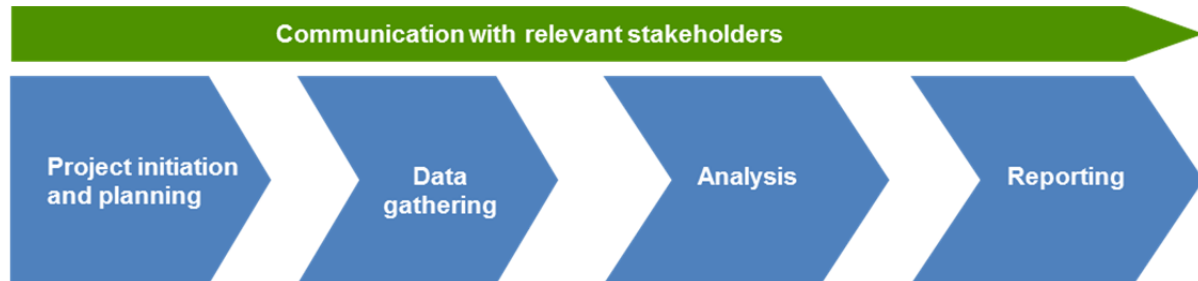 Communication with relevant stakeholders
Project initiation
and planning
Data
gathering
Analysis
Reporting